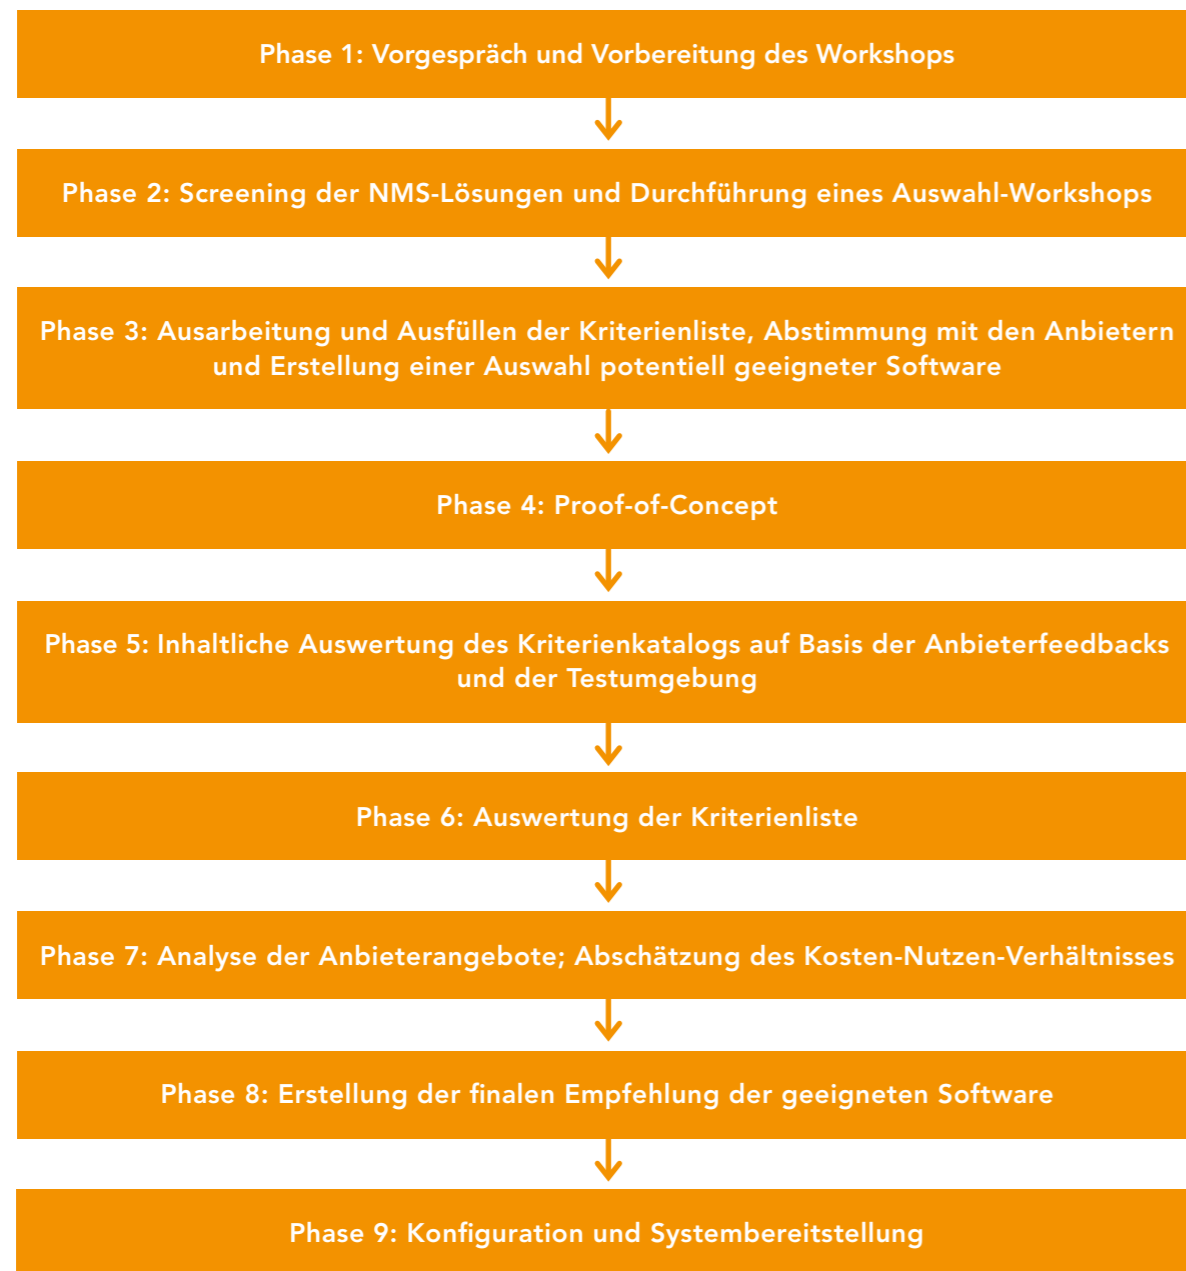 Phase 1: Vorgespräch und Vorbereitung des Workshops
Phase 2: Screening der NMS-Lösungen und Durchführung eines Auswahl-Workshops
Phase 3: Ausarbeitung und Ausfüllen der Kriterienliste, Abstimmung mit den Anbietern
und Erstellung einer Auswahl potentiell geeigneter Software
Phase 4: Proof-of-Concept
Phase 5: Inhaltliche Auswertung des Kriterienkatalogs auf Basis der Anbieterfeedbacks
und der Testumgebung
Phase 6: Auswertung der Kriterienliste
Phase 7: Analyse der Anbieterangebote; Abschätzung des Kosten-Nutzen-Verhältnisses
Phase 8: Erstellung der finalen Empfehlung der geeigneten Software
Phase 9: Konfiguration und Systembereitstellung